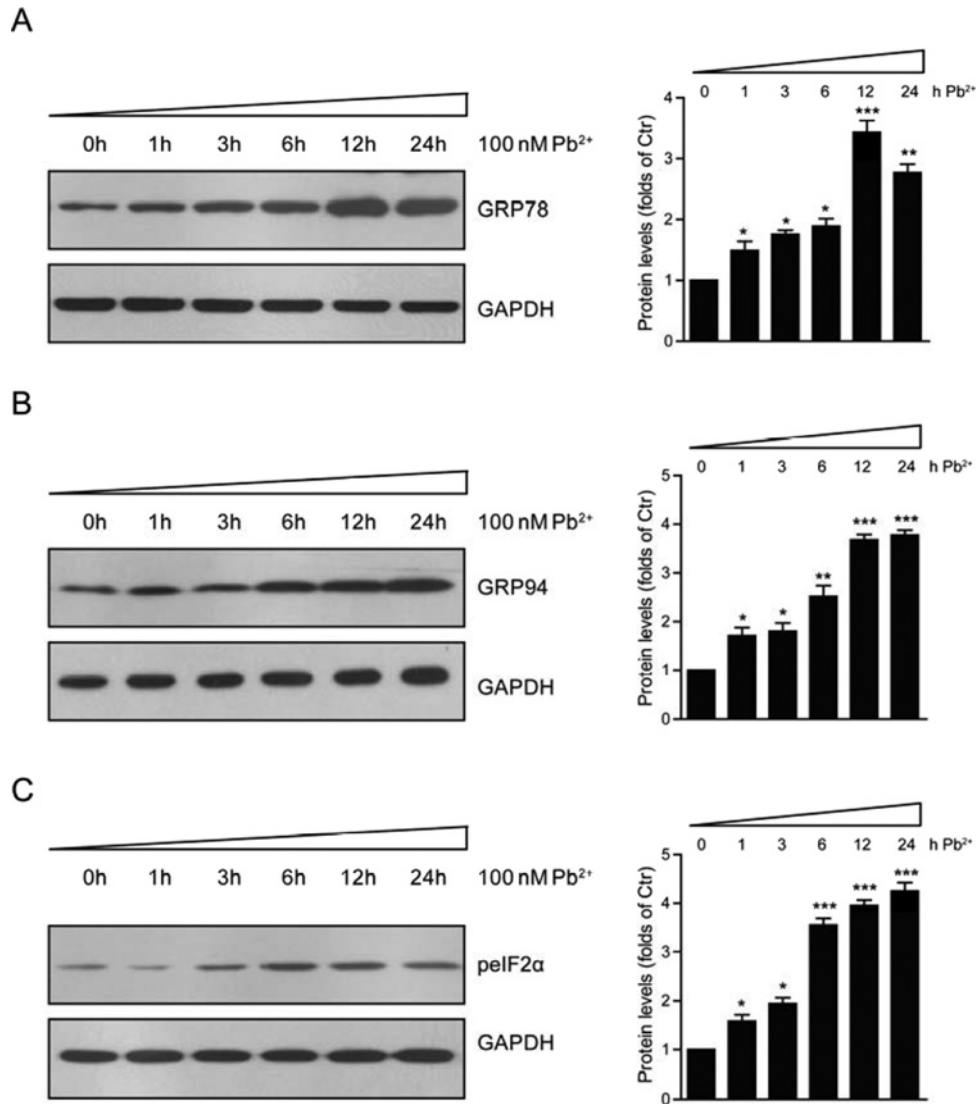 A
0h 1h 3h 6h 12h 24h 100 nM Pb²⁺
GRP78
GAPDH
0 1 3 6 12 24 h Pb²⁺
Protein levels (folds of Ctr)
4
3
2
1
0
* * * *** **
B
0h 1h 3h 6h 12h 24h 100 nM Pb²⁺
GRP94
GAPDH
0 1 3 6 12 24 h Pb²⁺
Protein levels (folds of Ctr)
5
4
3
2
1
0
* * ** *** ***
C
0h 1h 3h 6h 12h 24h 100 nM Pb²⁺
peIF2α
GAPDH
0 1 3 6 12 24 h Pb²⁺
Protein levels (folds of Ctr)
5
4
3
2
1
0
* * *** *** ***